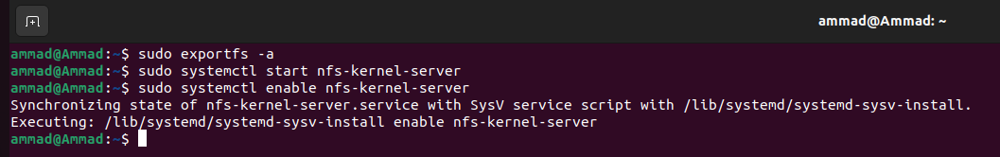 ammad@Ammad: ~
ammad@Ammad:~$ sudo exportfs -a
ammad@Ammad:~$ sudo systemctl start nfs-kernel-server
ammad@Ammad:~$ sudo systemctl enable nfs-kernel-server
Synchronizing state of nfs-kernel-server.service with SysV service script with /lib/systemd/systemd-sysv-install.
Executing: /lib/systemd/systemd-sysv-install enable nfs-kernel-server
ammad@Ammad:~$